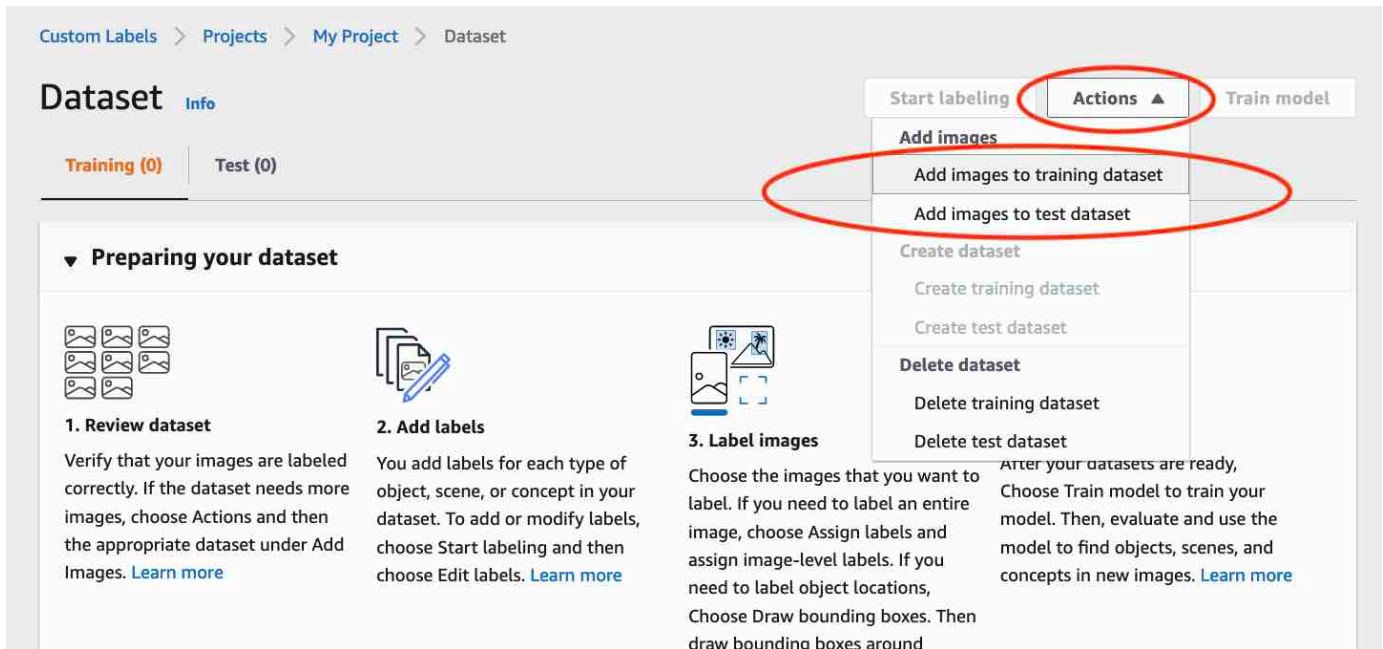 Custom Labels > Projects > My Project > Dataset
Dataset Info
Start labeling Actions ▲ Train model
Training (0) Test (0)
Add images
Add images to training dataset
Add images to test dataset
Create dataset
Create training dataset
Create test dataset
Delete dataset
Delete training dataset
Delete test dataset
▼ Preparing your dataset
1. Review dataset
Verify that your images are labeled
correctly. If the dataset needs more
images, choose Actions and then
the appropriate dataset under Add
Images. Learn more
2. Add labels
You add labels for each type of
object, scene, or concept in your
dataset. To add or modify labels,
choose Start labeling and then
choose Edit labels. Learn more
3. Label images
Choose the images that you want to
label. If you need to label an entire
image, choose Assign labels and
assign image-level labels. If you
need to label object locations,
Choose Draw bounding boxes. Then
draw bounding boxes around
After your datasets are ready,
Choose Train model to train your
model. Then, evaluate and use the
model to find objects, scenes, and
concepts in new images. Learn more